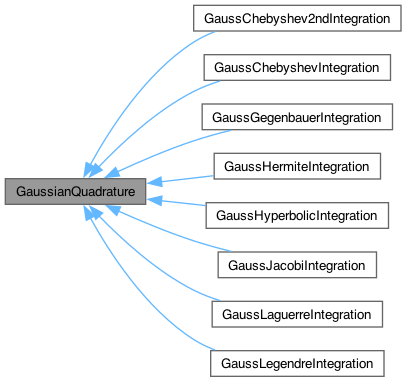 GaussChebyshev2ndIntegration
GaussChebyshevIntegration
GaussGegenbauerIntegration
GaussHermiteIntegration
GaussianQuadrature
GaussHyperbolicIntegration
GaussJacobiIntegration
GaussLaguerreIntegration
GaussLegendreIntegration